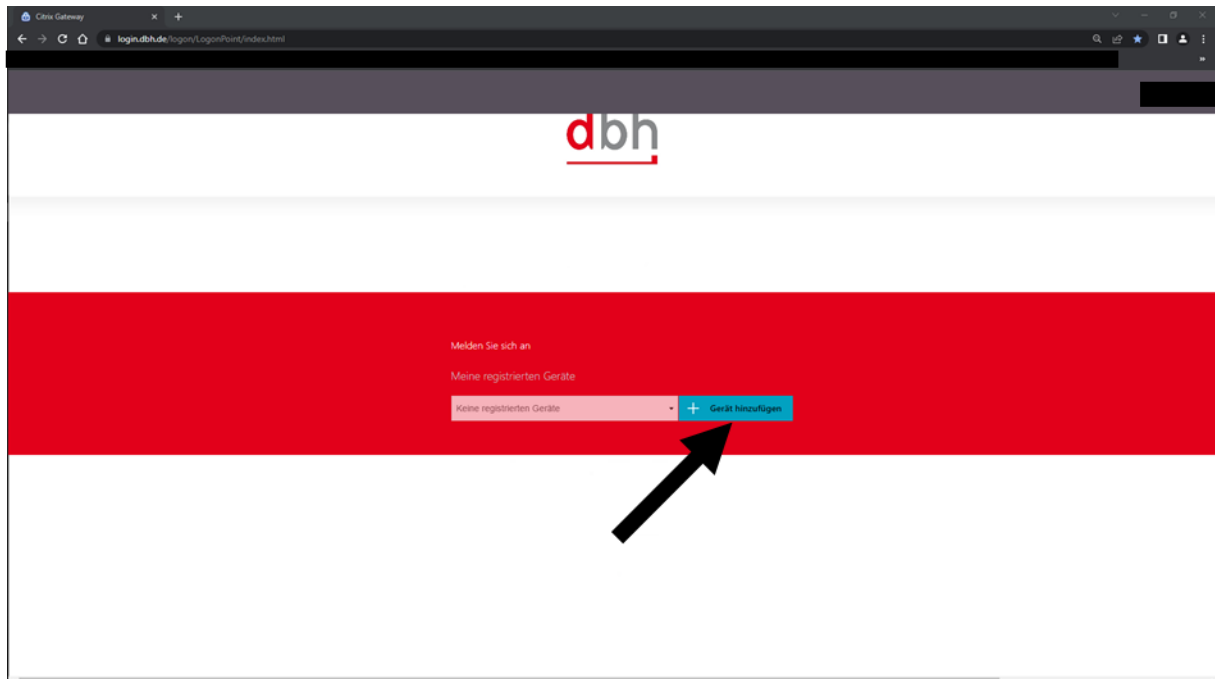 Citrix Gateway
login.dbh.de/logon/LogonPoint/index.html
dbh
Melden Sie sich an
Meine registrierten Geräte
Keine registrierten Geräte
Gerät hinzufügen